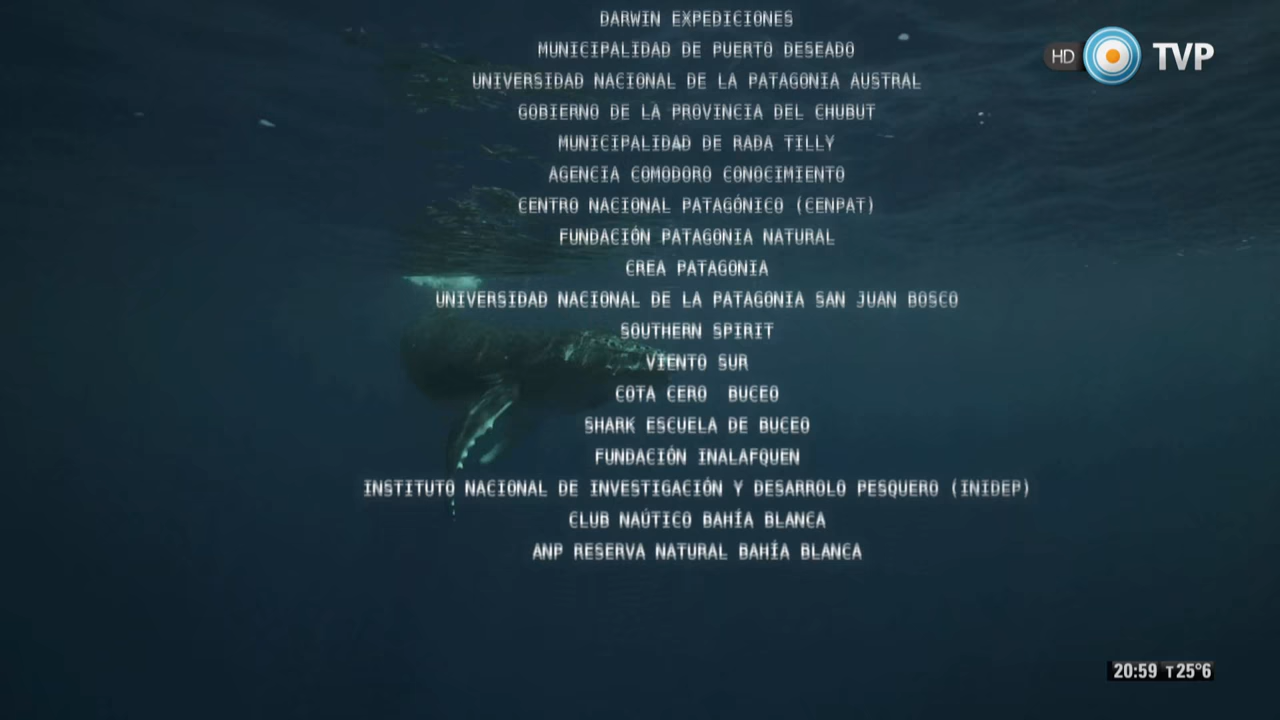 DARWIN EXPEDICIONES
HD TVP
MUNICIPALIDAD DE PUERTO DESEADO
UNIVERSIDAD NACIONAL DE LA PATAGONIA AUSTRAL
GOBIERNO DE LA PROVINCIA DEL CHUBUT
MUNICIPALIDAD DE RADA TILLY
AGENCIA COMODORO CONOCIMIENTO
CENTRO NACIONAL PATAGÓNICO (CENPAT)
FUNDACIÓN PATAGONIA NATURAL
CREA PATAGONIA
UNIVERSIDAD NACIONAL DE LA PATAGONIA SAN JUAN BOSCO
SOUTHERN SPIRIT
VIENTO SUR
COTA CERO  BUCEO
SHARK ESCUELA DE BUCEO
FUNDACIÓN INALAFQUEN
INSTITUTO NACIONAL DE INVESTIGACIÓN Y DESARROLO PESQUERO (INIDEP)
CLUB NAÚTICO BAHÍA BLANCA
ANP RESERVA NATURAL BAHÍA BLANCA
20:59 T 25°6